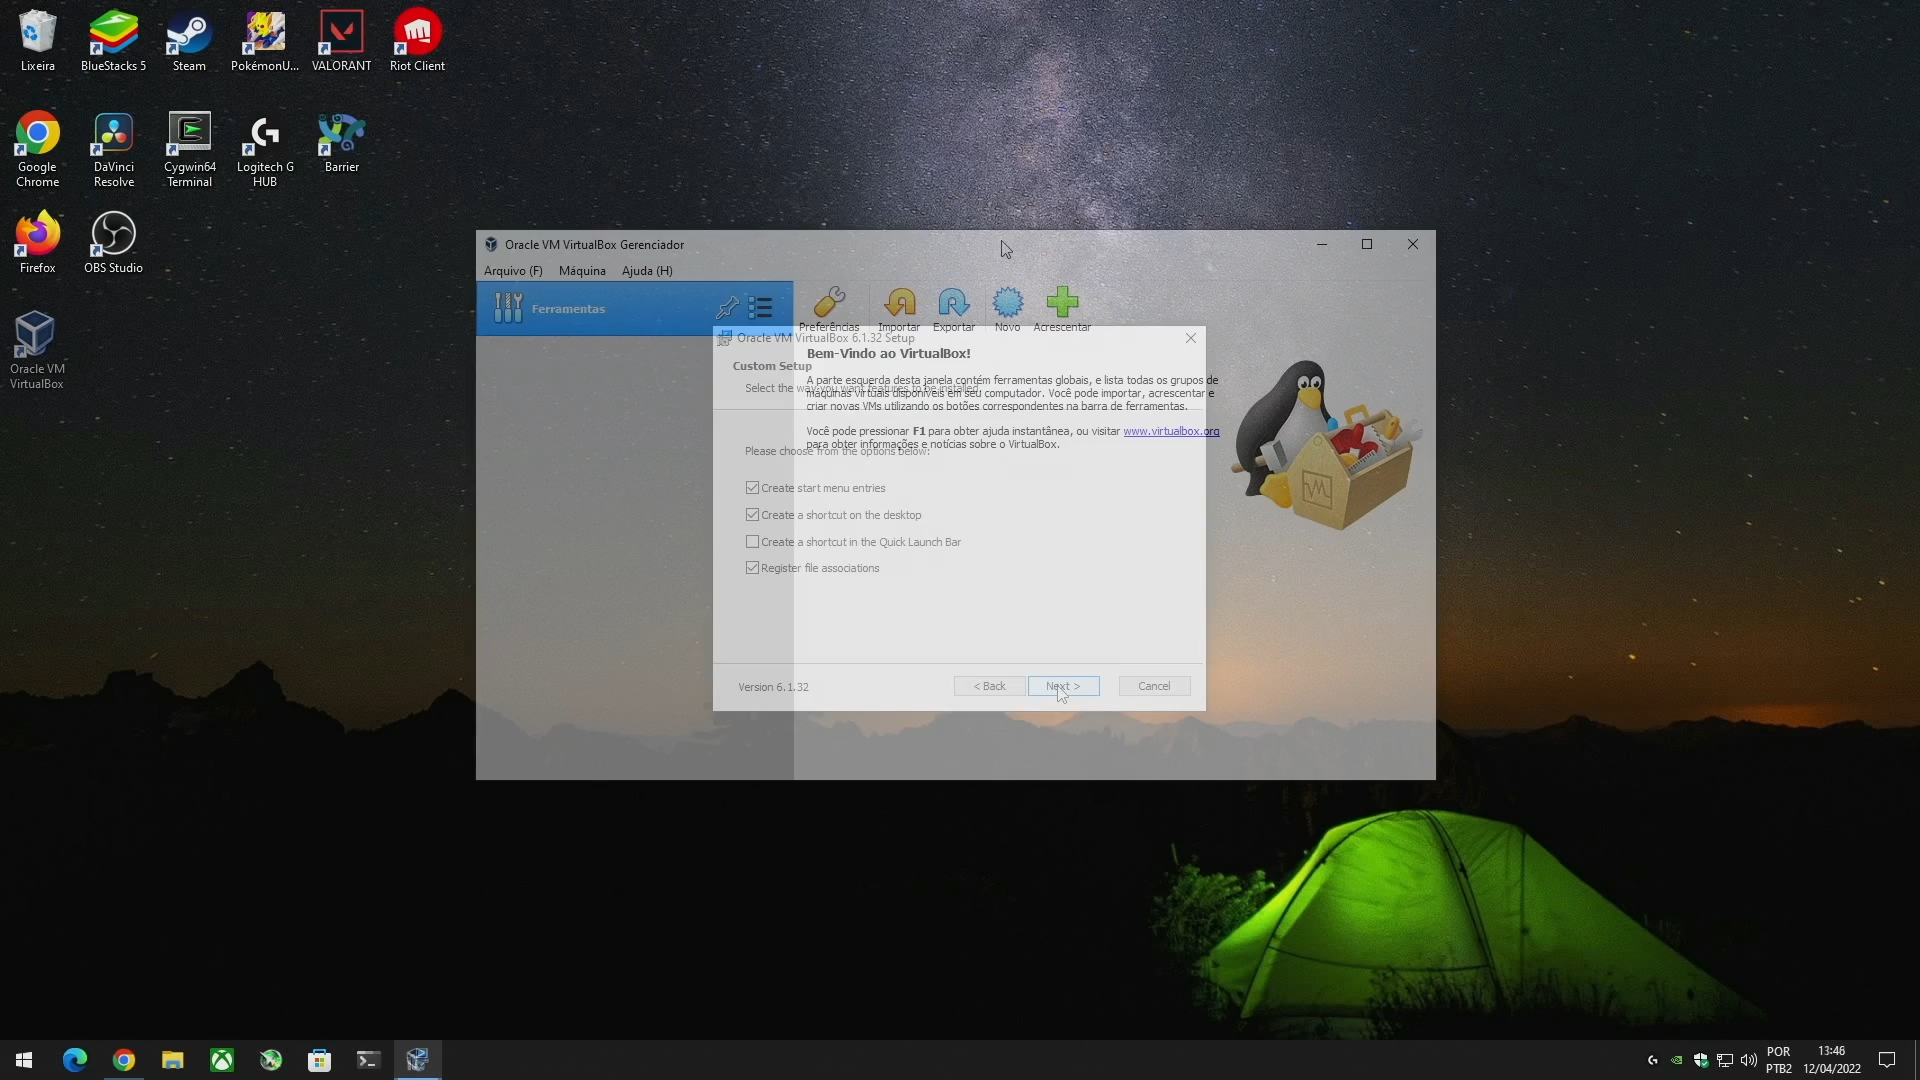 Lixeira
BlueStacks 5
Steam
PokémonU...
VALORANT
Riot Client
Google
Chrome
DaVinci
Resolve
Cygwin64
Terminal
Logitech G
HUB
Barrier
Firefox
OBS Studio
Oracle VM
VirtualBox
Oracle VM VirtualBox Gerenciador
Arquivo (F) Máquina Ajuda (H)
Ferramentas
Preferências Importar Exportar Novo Acrescentar
Bem-Vindo ao VirtualBox!
A parte esquerda desta janela contém ferramentas globais, e lista todas os grupos de
máquinas virtuais disponíveis em seu computador. Você pode importar, acrescentar e
criar novas VMs utilizando os botões correspondentes na barra de ferramentas.
Você pode pressionar F1 para obter ajuda instantânea, ou visitar www.virtualbox.org
para obter informações e notícias sobre o VirtualBox.
Oracle VM VirtualBox 6.1.32 Setup
Custom Setup
Select the way you want features to be installed.
Please choose from the options below:
Create start menu entries
Create a shortcut on the desktop
Create a shortcut in the Quick Launch Bar
Register file associations
Version 6.1.32
< Back
Next >
Cancel
POR
PTB2
13:46
12/04/2022